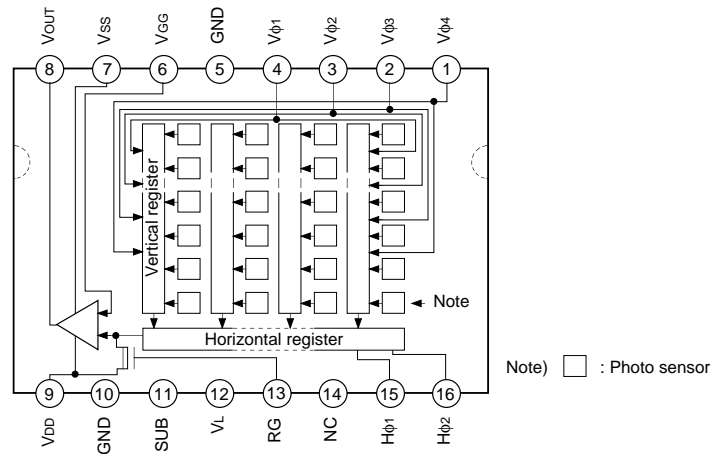 VOUT
VSS
VGG
GND
Vφ1
Vφ2
Vφ3
Vφ4
8
7
6
5
4
3
2
1
Vertical register
Note
Horizontal register
Note) : Photo sensor
9
10
11
12
13
14
15
16
VDD
GND
SUB
VL
RG
NC
Hφ1
Hφ2